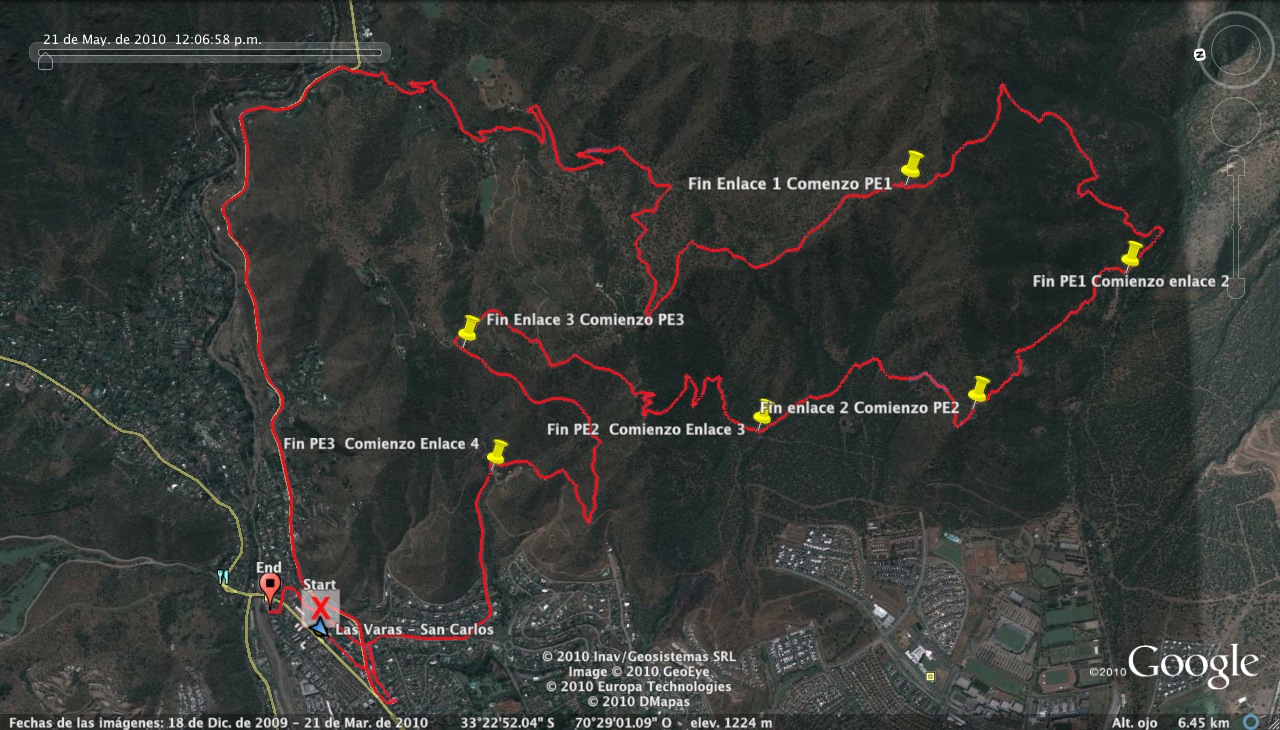 21 de May. de 2010  12:06:58 p.m.
N
Fin Enlace 1 Comenzo PE1
Fin PE1 Comienzo enlace 2
Fin Enlace 3 Comienzo PE3
Fin enlace 2 Comienzo PE2
Fin PE2  Comienzo Enlace 3
Fin PE3  Comienzo Enlace 4
End
Start
X
Las Varas - San Carlos
© 2010 Inav/Geosistemas SRL
Image © 2010 GeoEye
© 2010 Europa Technologies
© 2010 DMapas
©2010 Google
Fechas de las imágenes: 18 de Dic. de 2009 - 21 de Mar. de 2010  33°22'52.04" S  70°29'01.09" O  elev. 1224 m  Alt. ojo  6.45 km